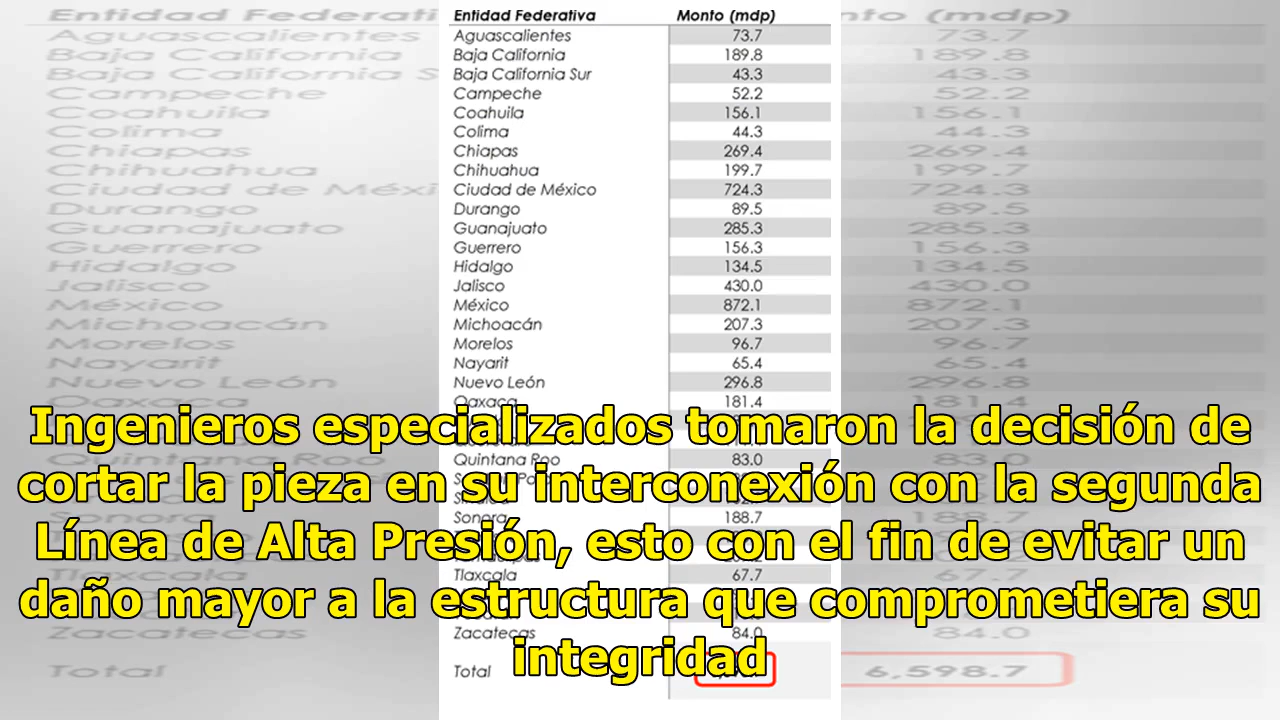 Entidad Federativa Monto (mdp)
Aguascalientes 73.7
Baja California 189.8
Baja California Sur 43.3
Campeche 52.2
Coahuila 156.1
Colima 44.3
Chiapas 269.4
Chihuahua 199.7
Ciudad de México 724.3
Durango 89.5
Guanajuato 285.3
Guerrero 156.3
Hidalgo 134.5
Jalisco 430.0
México 872.1
Michoacán 207.3
Morelos 96.7
Nayarit 65.4
Nuevo León 296.8
Oaxaca 181.4
Quintana Roo 83.0
Sonora 188.7
Tlaxcala 67.7
Zacatecas 84.0
Total 6,598.7
Ingenieros especializados tomaron la decisión de
cortar la pieza en su interconexión con la segunda
Línea de Alta Presión, esto con el fin de evitar un
daño mayor a la estructura que comprometiera su
integridad